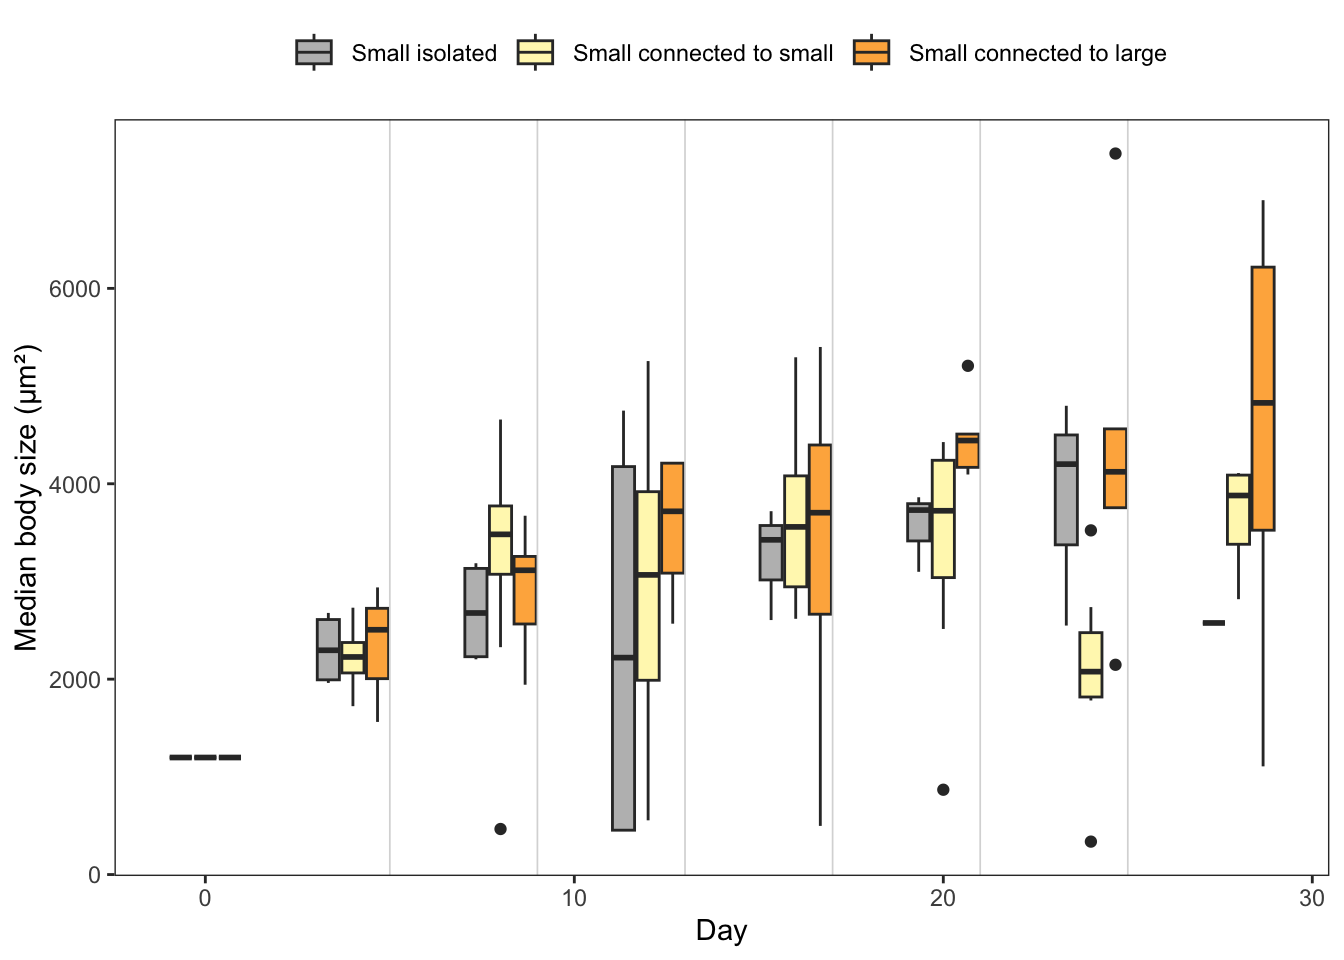 Small isolated Small connected to small Small connected to large
Median body size (µm²)
6000
4000
2000
0
0 10 20 30
Day